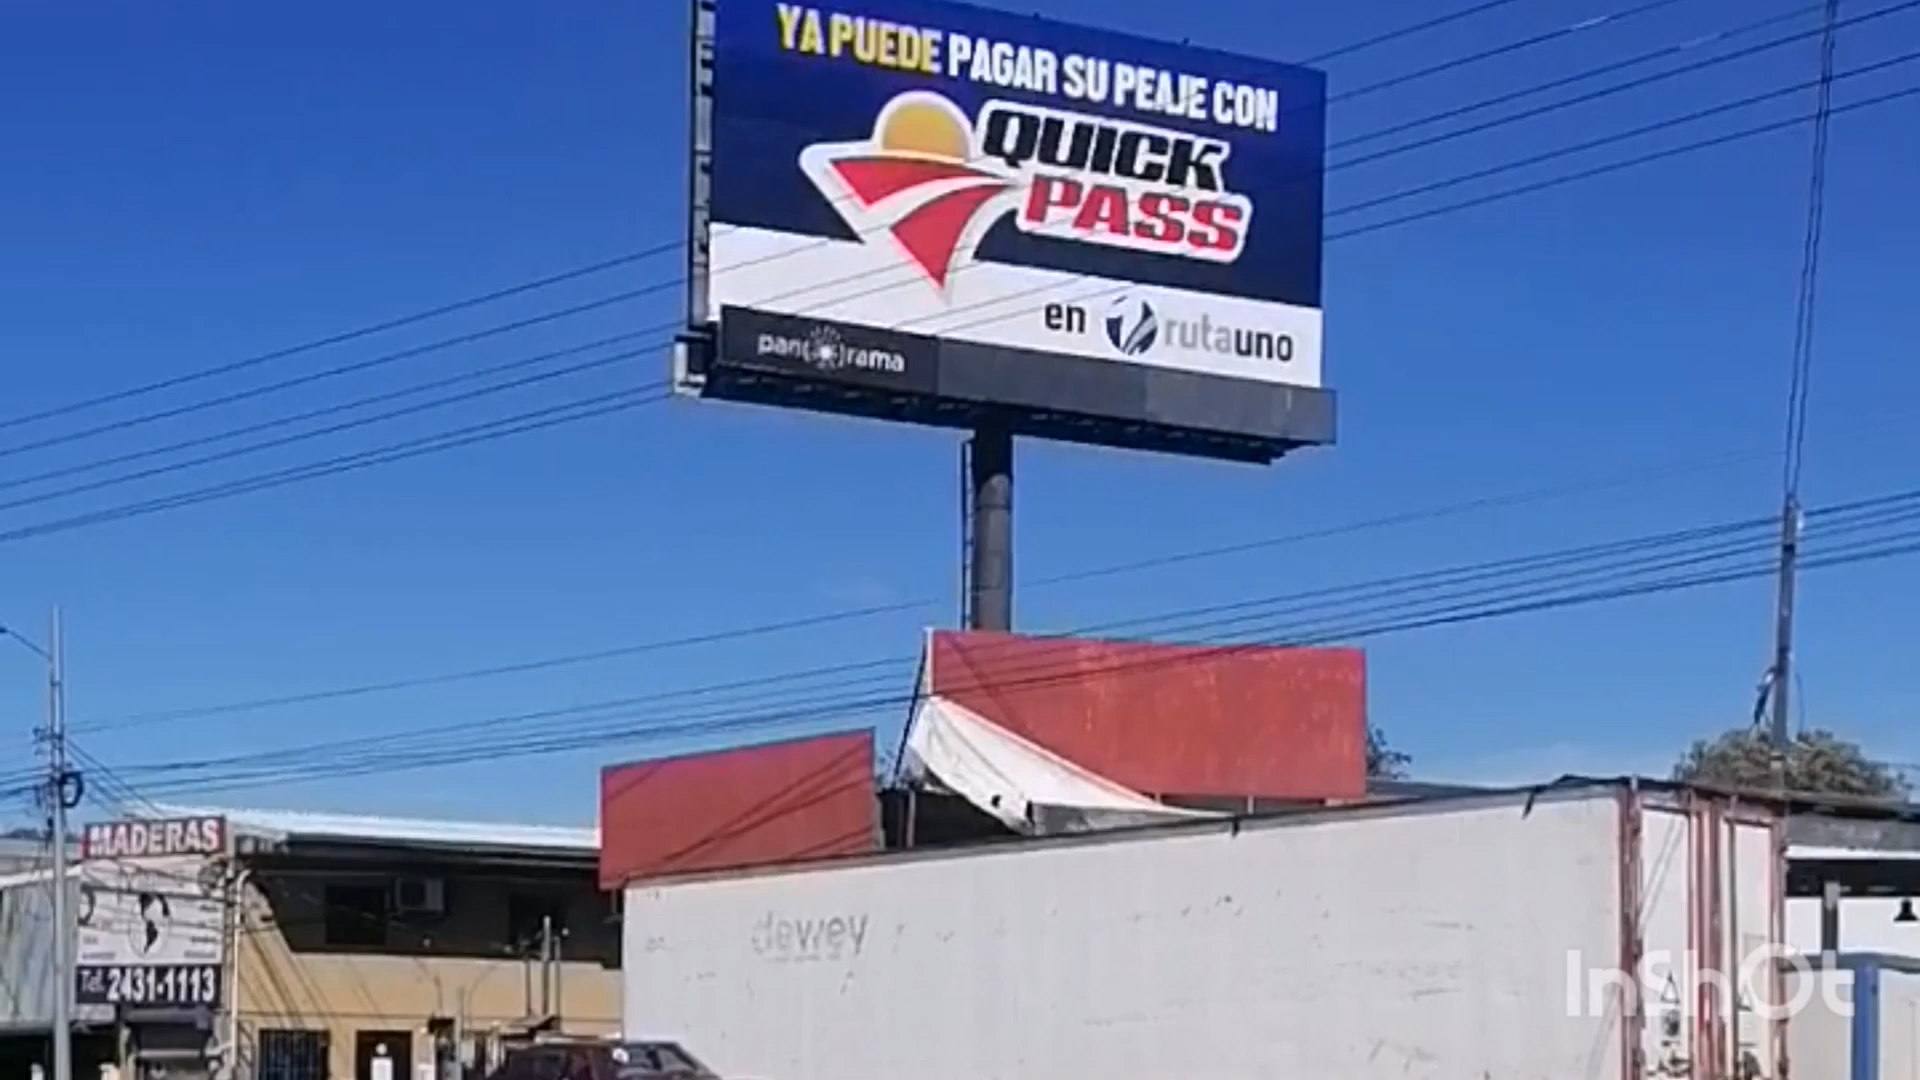 YA PUEDE PAGAR SU PEAJE CON
QUICK
PASS
en rutauno
panorama
MADERAS
Tel. 2431-1113
dewey
InShOt